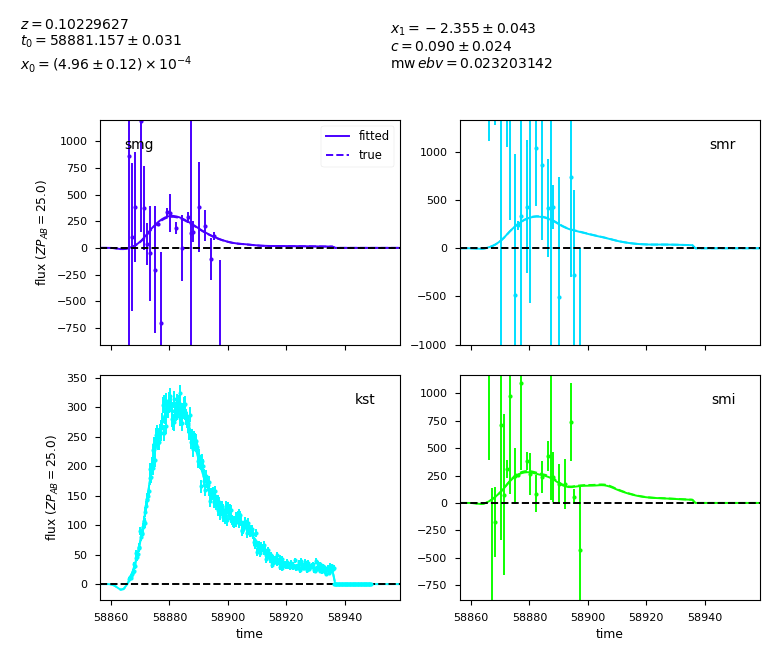 z = 0.10229627
t₀ = 58881.157 ± 0.031
x₀ = (4.96 ± 0.12) × 10⁻⁴
x₁ = −2.355 ± 0.043
c = 0.090 ± 0.024
mw ebv = 0.023203142
smg
fitted
true
1000
750
500
250
0
−250
−500
−750
flux (ZP_AB = 25.0)
smr
1000
500
0
−500
−1000
kst
350
300
250
200
150
100
50
0
flux (ZP_AB = 25.0)
58860 58880 58900 58920 58940
time
smi
1000
750
500
250
0
−250
−500
−750
58860 58880 58900 58920 58940
time